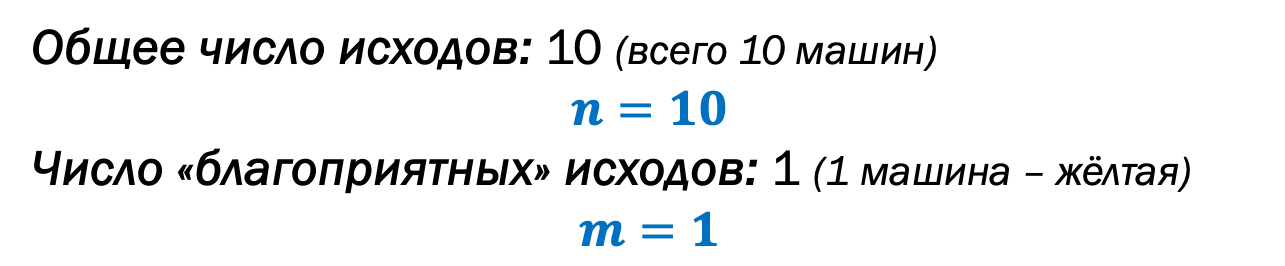 Общее число исходов: 10 (всего 10 машин)
n = 10
Число «благоприятных» исходов: 1 (1 машина – жёлтая)
m = 1